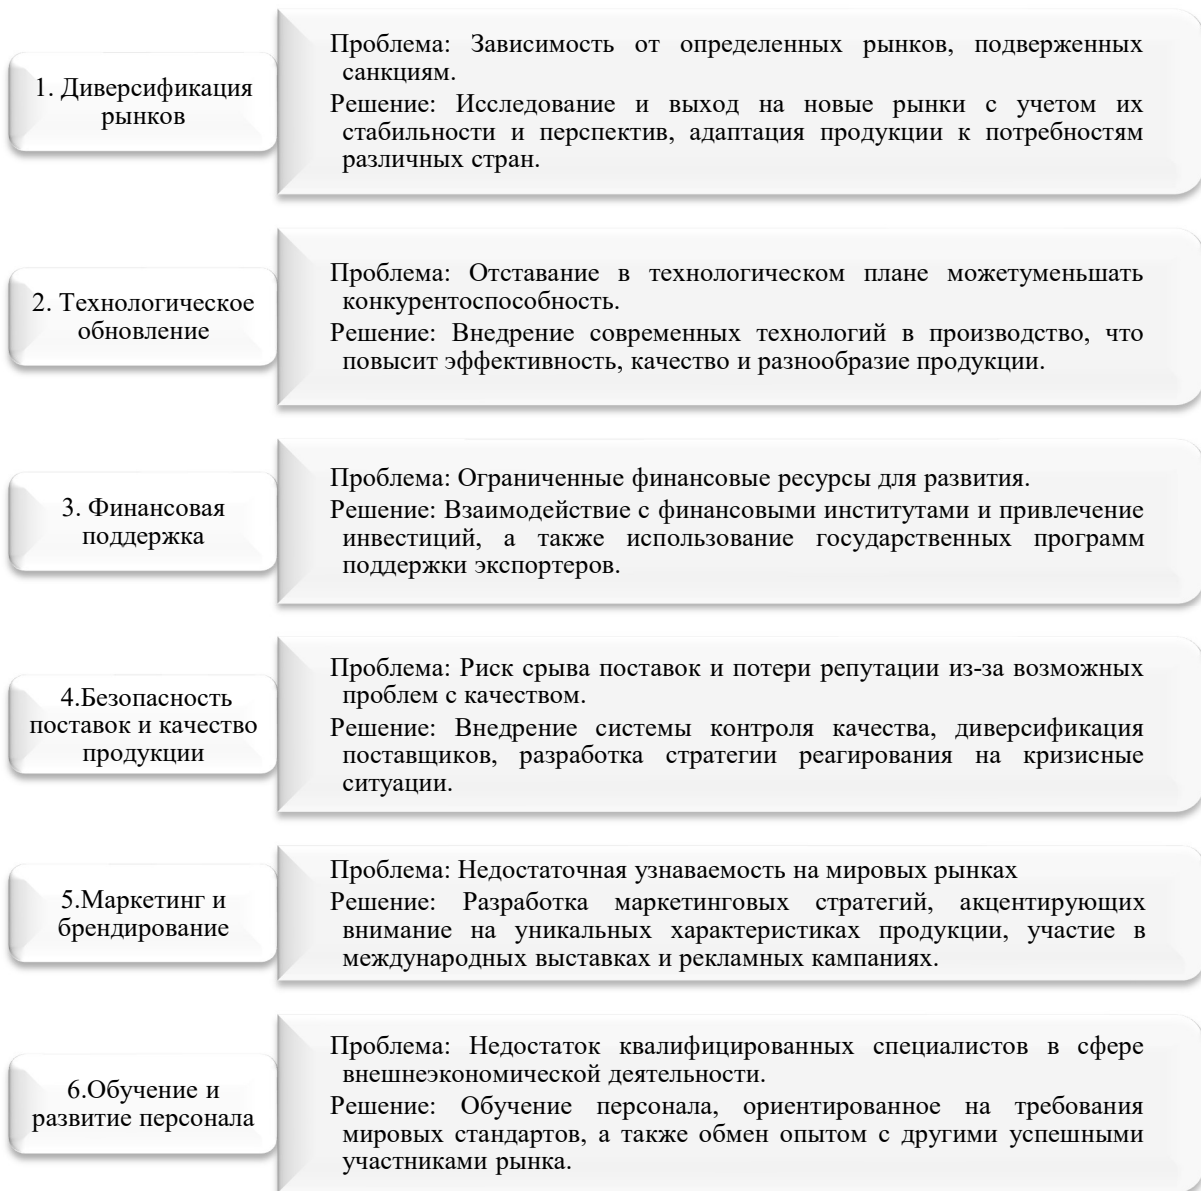 1. Диверсификация
рынков
Проблема: Зависимость от определенных рынков, подверженных
санкциям.
Решение: Исследование и выход на новые рынки с учетом их
стабильности и перспектив, адаптация продукции к потребностям
различных стран.
2. Технологическое
обновление
Проблема: Отставание в технологическом плане можетуменьшать
конкурентоспособность.
Решение: Внедрение современных технологий в производство, что
повысит эффективность, качество и разнообразие продукции.
3. Финансовая
поддержка
Проблема: Ограниченные финансовые ресурсы для развития.
Решение: Взаимодействие с финансовыми институтами и привлечение
инвестиций, а также использование государственных программ
поддержки экспортеров.
4.Безопасность
поставок и качество
продукции
Проблема: Риск срыва поставок и потери репутации из-за возможных
проблем с качеством.
Решение: Внедрение системы контроля качества, диверсификация
поставщиков, разработка стратегии реагирования на кризисные
ситуации.
5.Маркетинг и
брендирование
Проблема: Недостаточная узнаваемость на мировых рынках
Решение: Разработка маркетинговых стратегий, акцентирующих
внимание на уникальных характеристиках продукции, участие в
международных выставках и рекламных кампаниях.
6.Обучение и
развитие персонала
Проблема: Недостаток квалифицированных специалистов в сфере
внешнеэкономической деятельности.
Решение: Обучение персонала, ориентированное на требования
мировых стандартов, а также обмен опытом с другими успешными
участниками рынка.